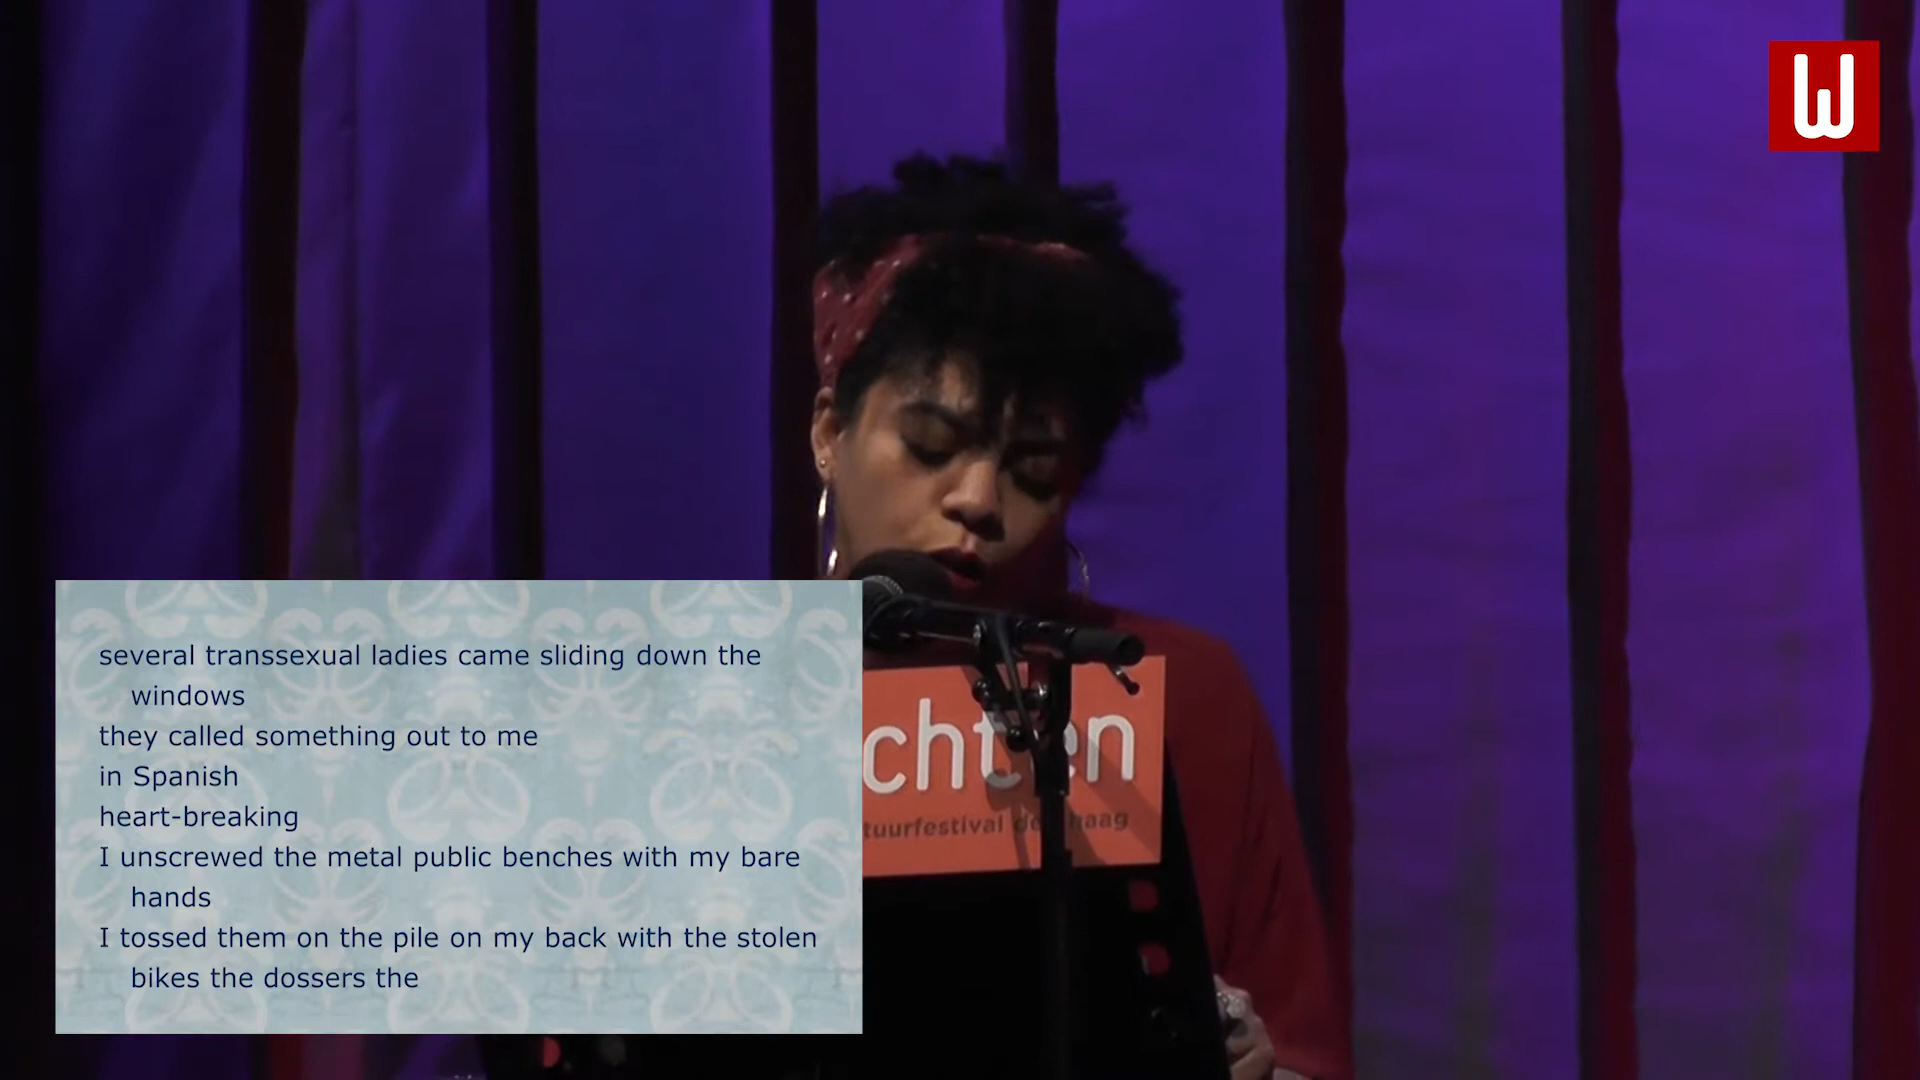 W
several transsexual ladies came sliding down the
windows
they called something out to me
in Spanish
heart-breaking
I unscrewed the metal public benches with my bare
hands
I tossed them on the pile on my back with the stolen
bikes the dossers the
chtten
tuurfestival den haag